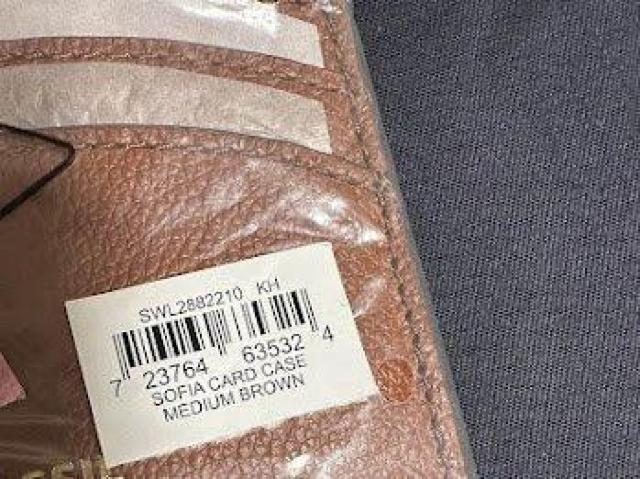 SWL2882210 KH
7 23764 63532 4
SOFIA CARD CASE
MEDIUM BROWN